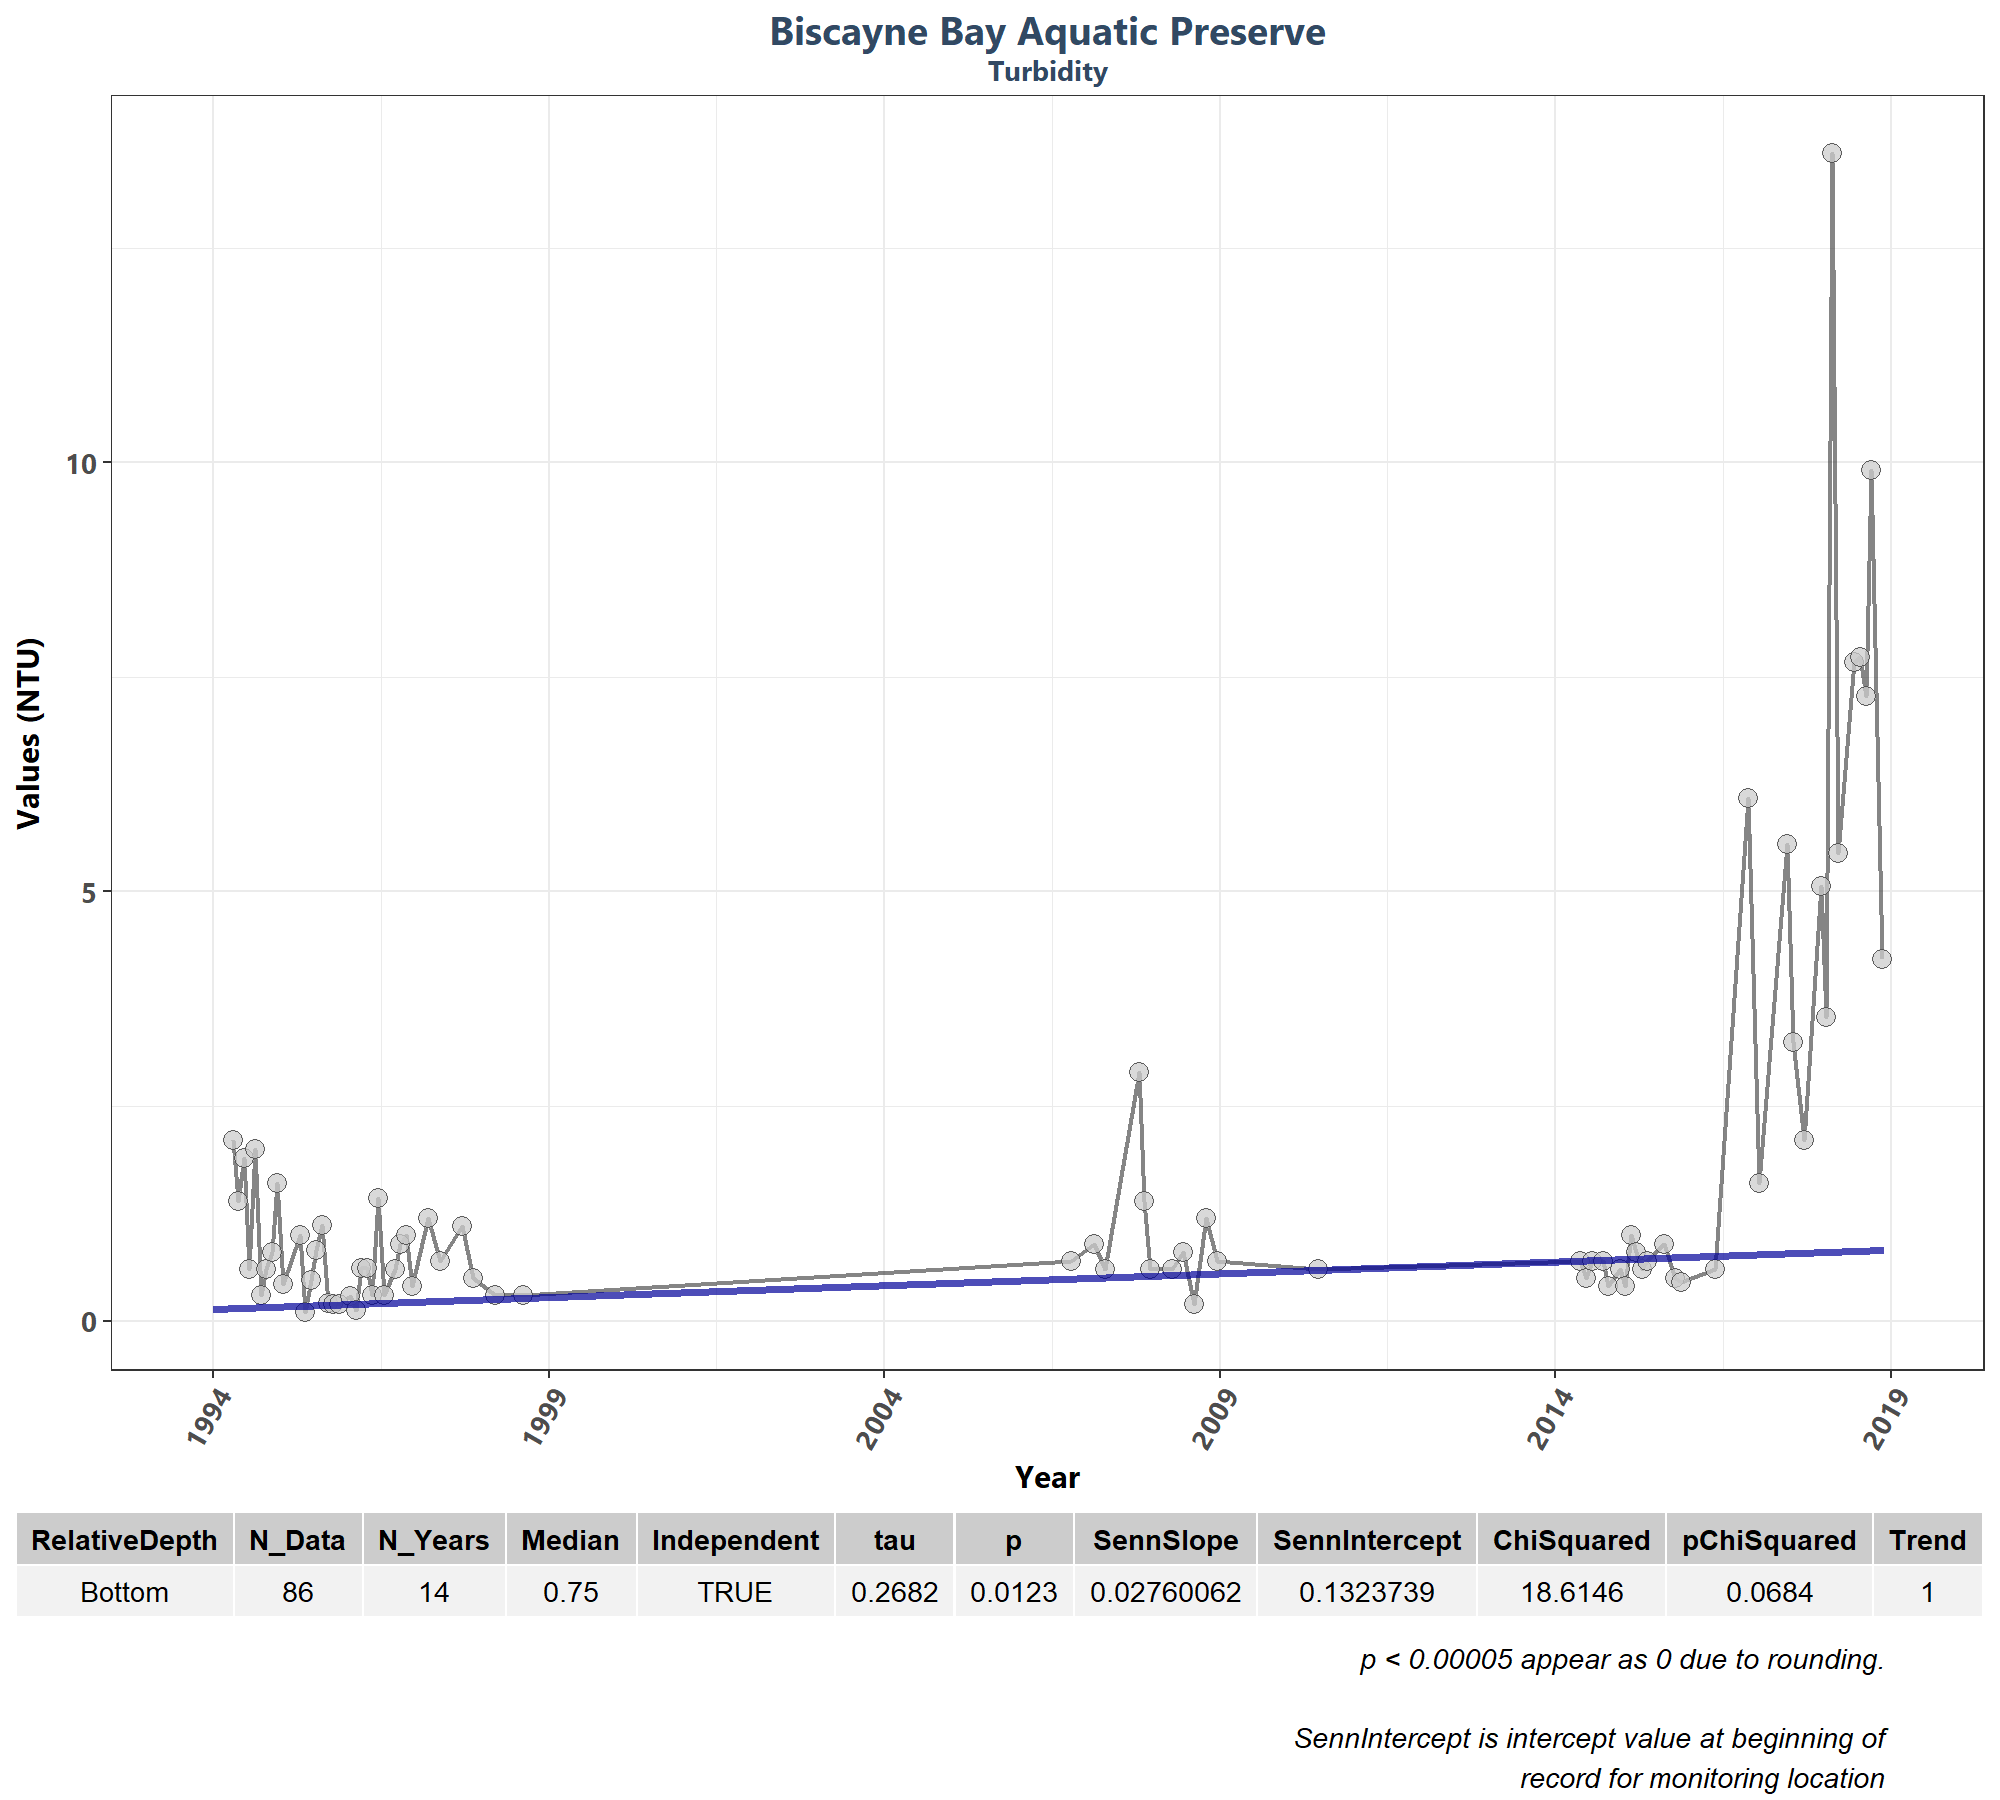 Biscayne Bay Aquatic Preserve
Turbidity
Values (NTU)
10
5
0
1994 1999 2004 2009 2014 2019
Year
RelativeDepth N_Data N_Years Median Independent tau p SennSlope SennIntercept ChiSquared pChiSquared Trend
Bottom 86 14 0.75 TRUE 0.2682 0.0123 0.02760062 0.1323739 18.6146 0.0684 1
p < 0.00005 appear as 0 due to rounding.
SennIntercept is intercept value at beginning of
record for monitoring location